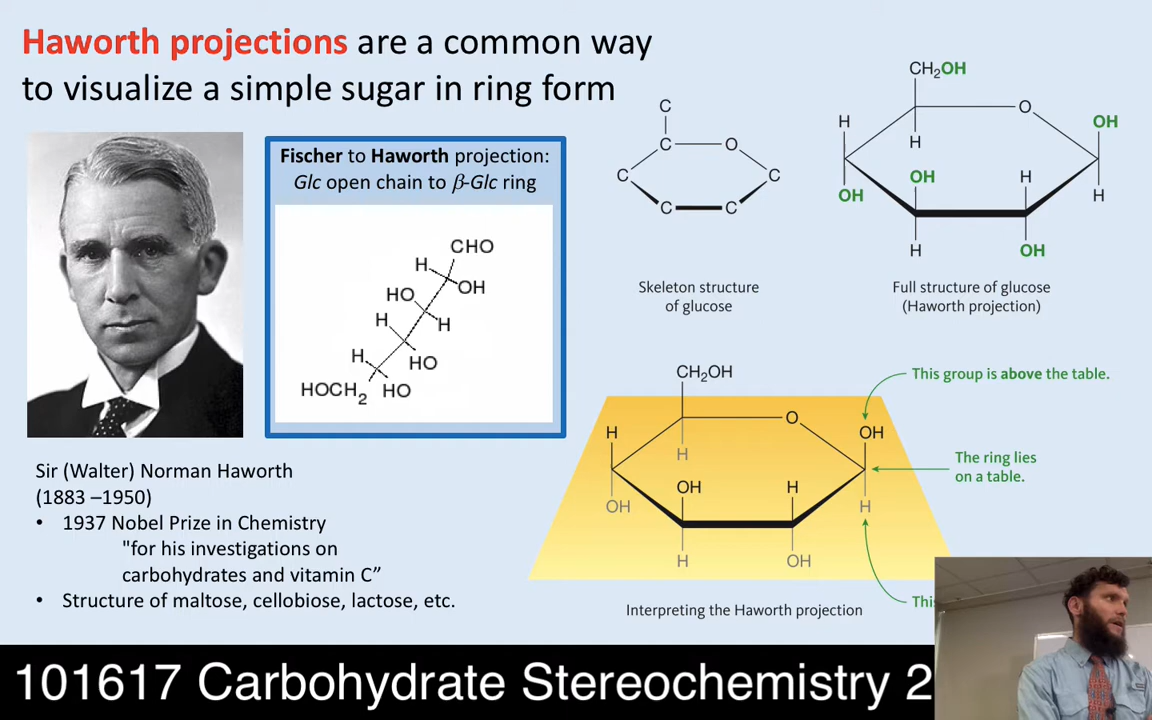 Haworth projections are a common way
to visualize a simple sugar in ring form
Fischer to Haworth projection:
Glc open chain to β-Glc ring
CHO
H
OH
HO
H
H
HO
H
HOCH2 HO
Sir (Walter) Norman Haworth
(1883 –1950)
• 1937 Nobel Prize in Chemistry
"for his investigations on
carbohydrates and vitamin C”
• Structure of maltose, cellobiose, lactose, etc.
C
C O
C C
C C
Skeleton structure
of glucose
CH2OH
O
H OH
H
OH H
OH H
H OH
Full structure of glucose
(Haworth projection)
CH2OH
O
H OH
H
OH H
OH H
H OH
This group is above the table.
The ring lies
on a table.
Interpreting the Haworth projection
101617 Carbohydrate Stereochemistry 2